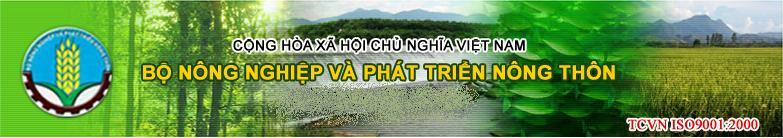 CỘNG HÒA XÃ HỘI CHỦ NGHĨA VIỆT NAM
BỘ NÔNG NGHIỆP VÀ PHÁT TRIỂN NÔNG THÔN
TCVN ISO9001:2000